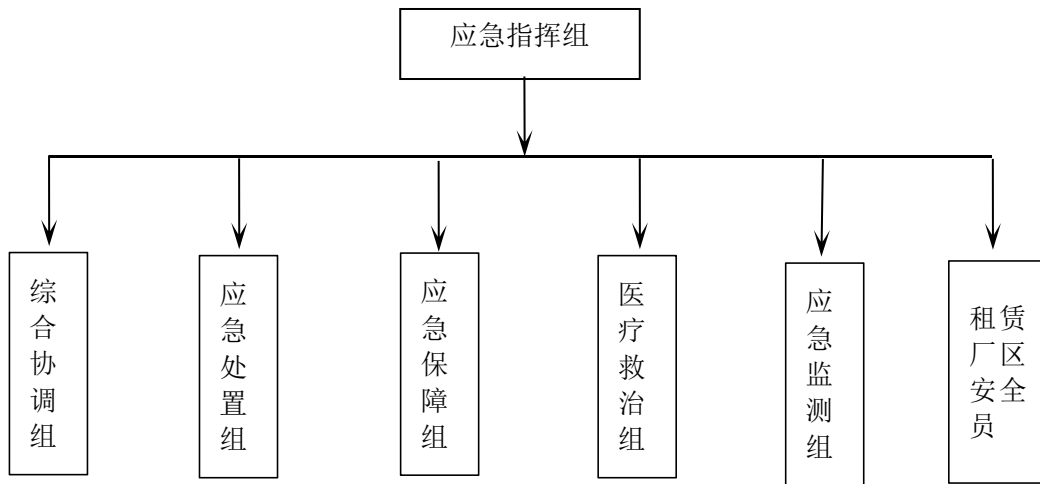 应急指挥组
综合协调组
应急处置组
应急保障组
医疗救治组
应急监测组
租赁
厂区
安全
员